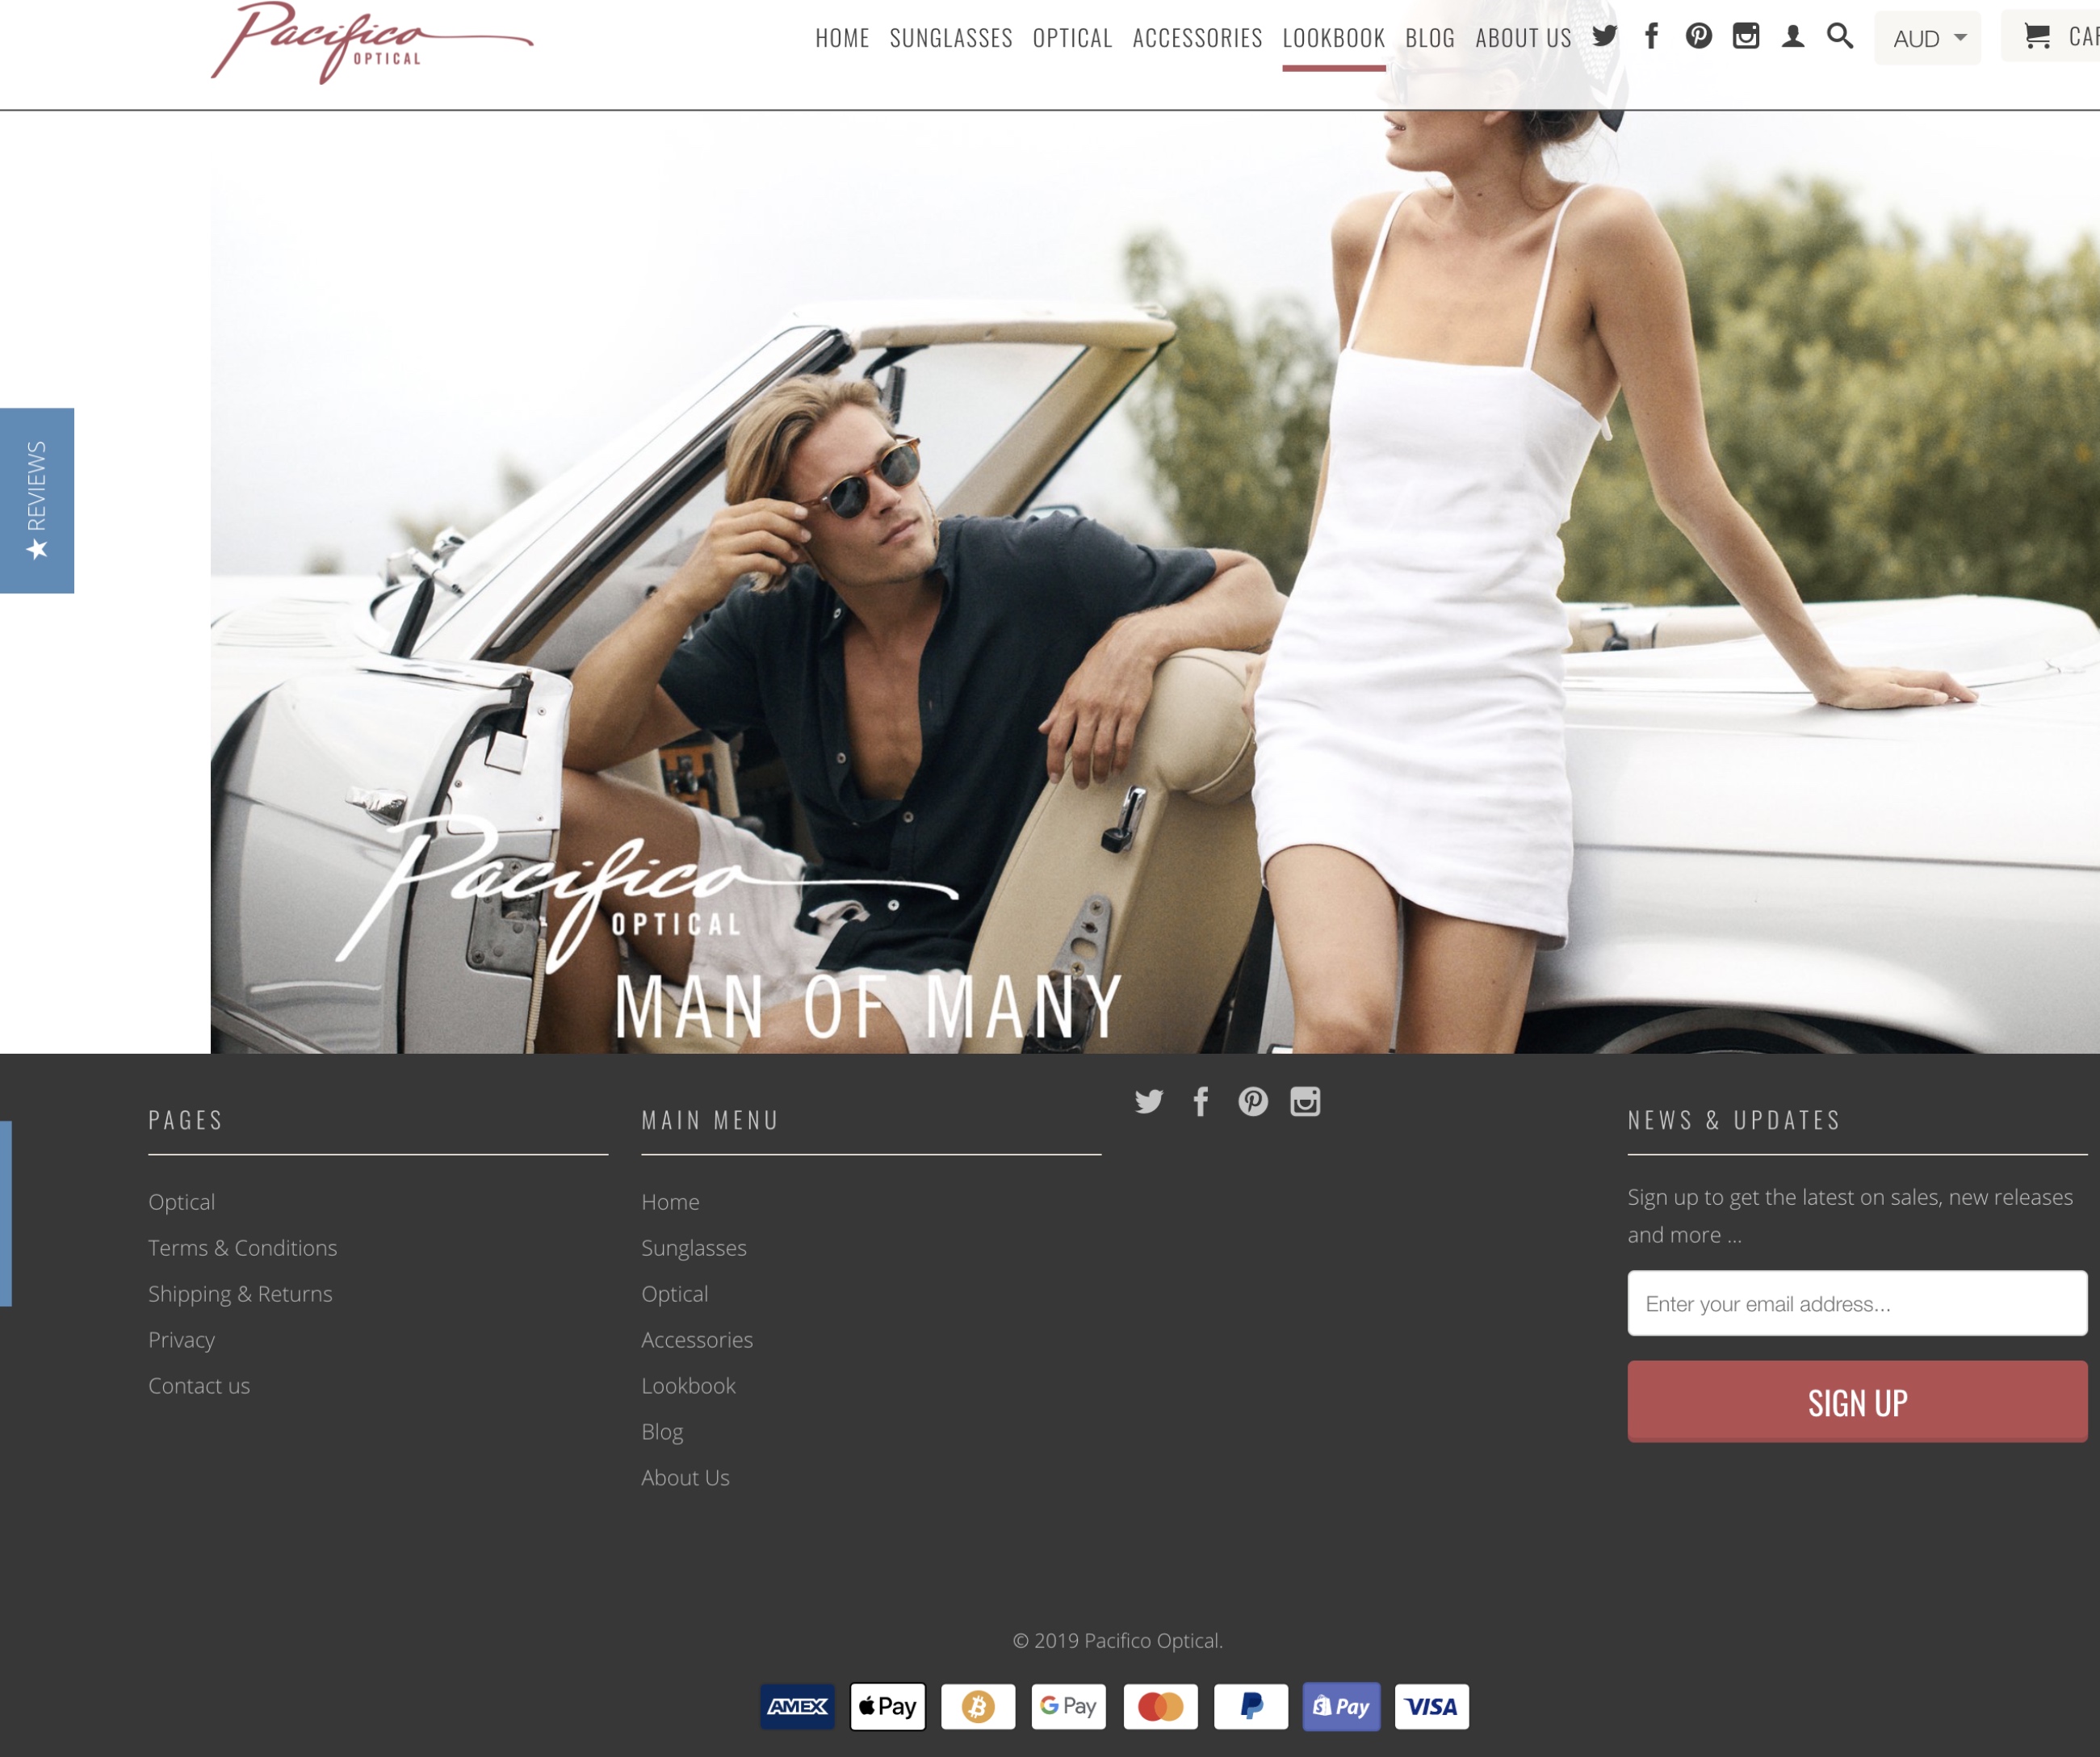 Pacifico
OPTICAL
HOME SUNGLASSES OPTICAL ACCESSORIES LOOKBOOK BLOG ABOUT US AUD
★ REVIEWS
Pacifico
OPTICAL
MAN OF MANY
PAGES
Optical
Terms & Conditions
Shipping & Returns
Privacy
Contact us
MAIN MENU
Home
Sunglasses
Optical
Accessories
Lookbook
Blog
About Us
NEWS & UPDATES
Sign up to get the latest on sales, new releases
and more ...
Enter your email address...
SIGN UP
© 2019 Pacifico Optical.
AMEX Pay G Pay Pay VISA